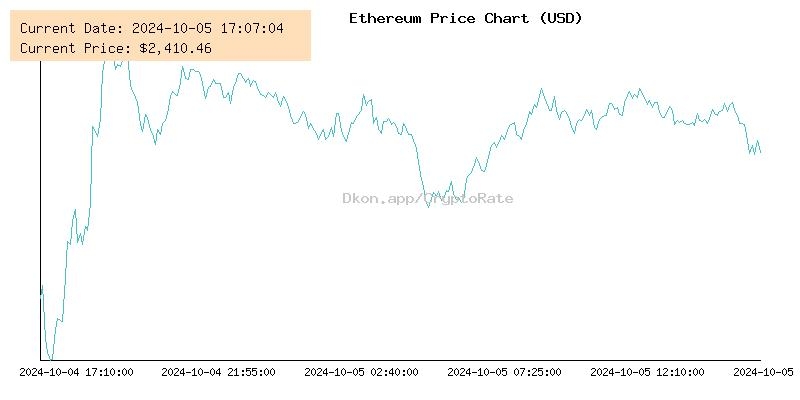 Ethereum Price Chart (USD)
Current Date: 2024-10-05 17:07:04
Current Price: $2,410.46
Dkon.app/CryptoRate
2024-10-04 17:10:00
2024-10-04 21:55:00
2024-10-05 02:40:00
2024-10-05 07:25:00
2024-10-05 12:10:00
2024-10-05